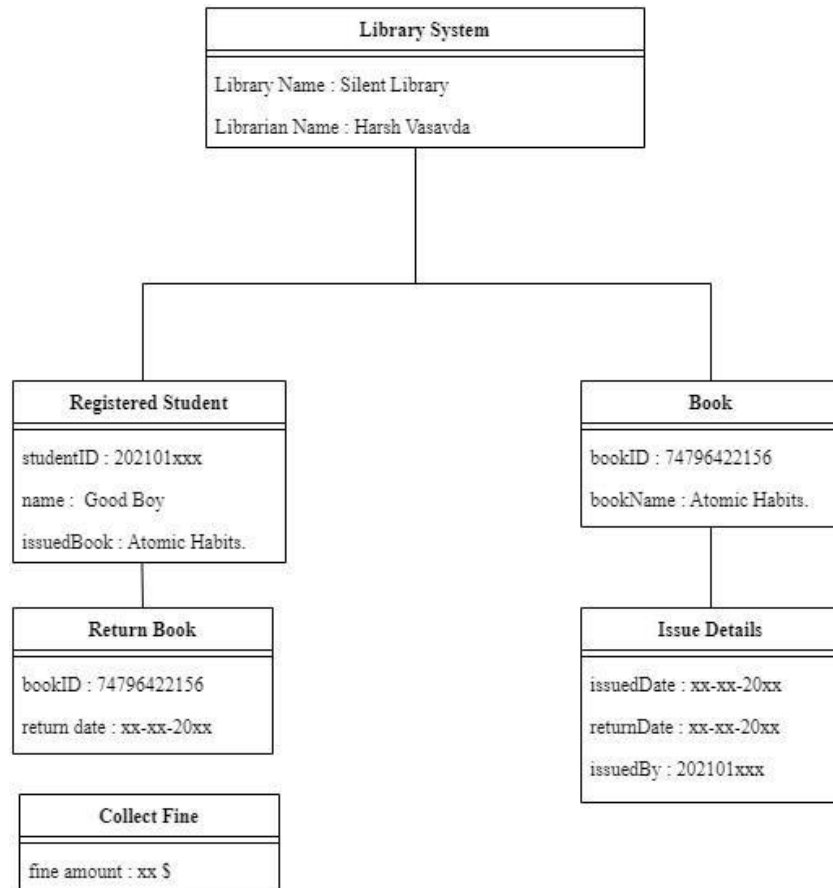 Library System
Library Name : Silent Library
Librarian Name : Harsh Vasavda
Registered Student
studentID : 202101xxx
name :  Good Boy
issuedBook : Atomic Habits.
Book
bookID : 74796422156
bookName : Atomic Habits.
Return Book
bookID : 74796422156
return date : xx-xx-20xx
Issue Details
issuedDate : xx-xx-20xx
returnDate : xx-xx-20xx
issuedBy : 202101xxx
Collect Fine
fine amount : xx $